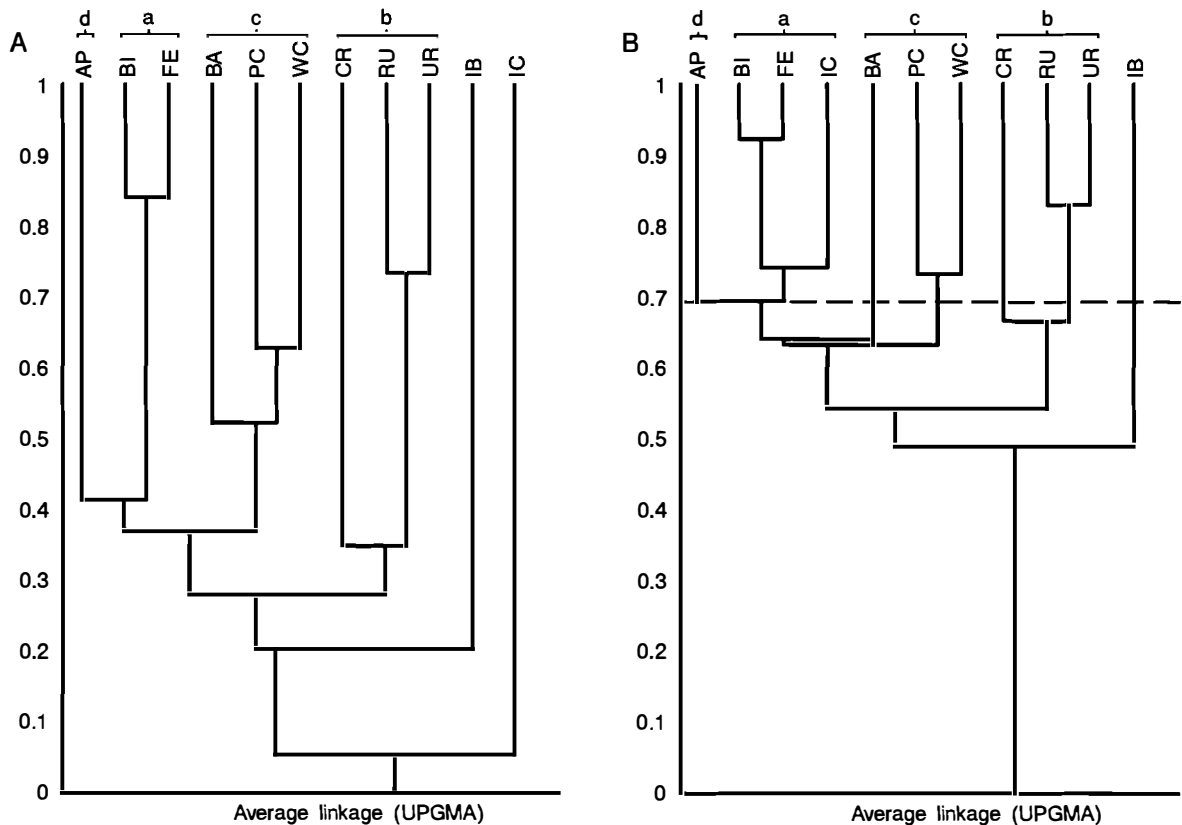 A
d a c b
AP BI FE BA PC WC CR RU UR IB IC
1
0.9
0.8
0.7
0.6
0.5
0.4
0.3
0.2
0.1
0
Average linkage (UPGMA)
B
d a c b
AP BI FE IC BA PC WC CR RU UR IB
1
0.9
0.8
0.7
0.6
0.5
0.4
0.3
0.2
0.1
0
Average linkage (UPGMA)